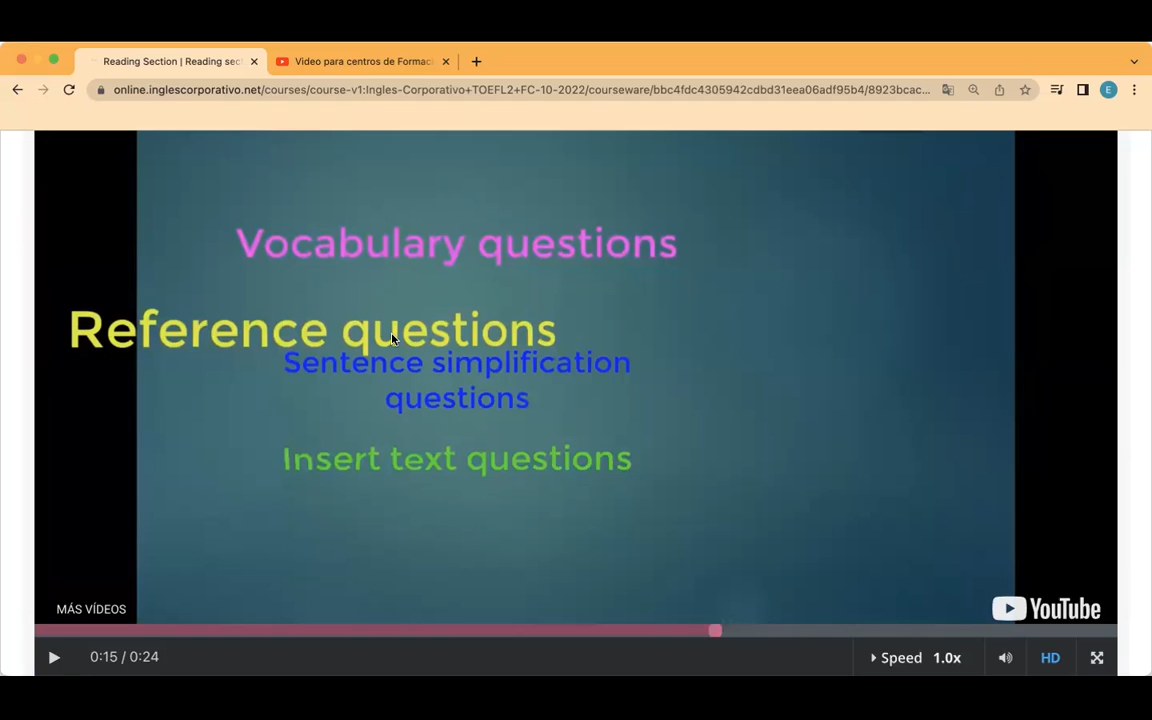 Reading Section | Reading sec
Video para centros de Formac
online.inglescorporativo.net/courses/course-v1:Ingles-Corporativo+TOEFL2+FC-10-2022/courseware/bbc4fdc4305942cdbd31eea06adf95b4/8923bcac...
E
Vocabulary questions
Reference questions
Sentence simplification
questions
Insert text questions
MÁS VÍDEOS
YouTube
0:15 / 0:24
Speed 1.0x
HD